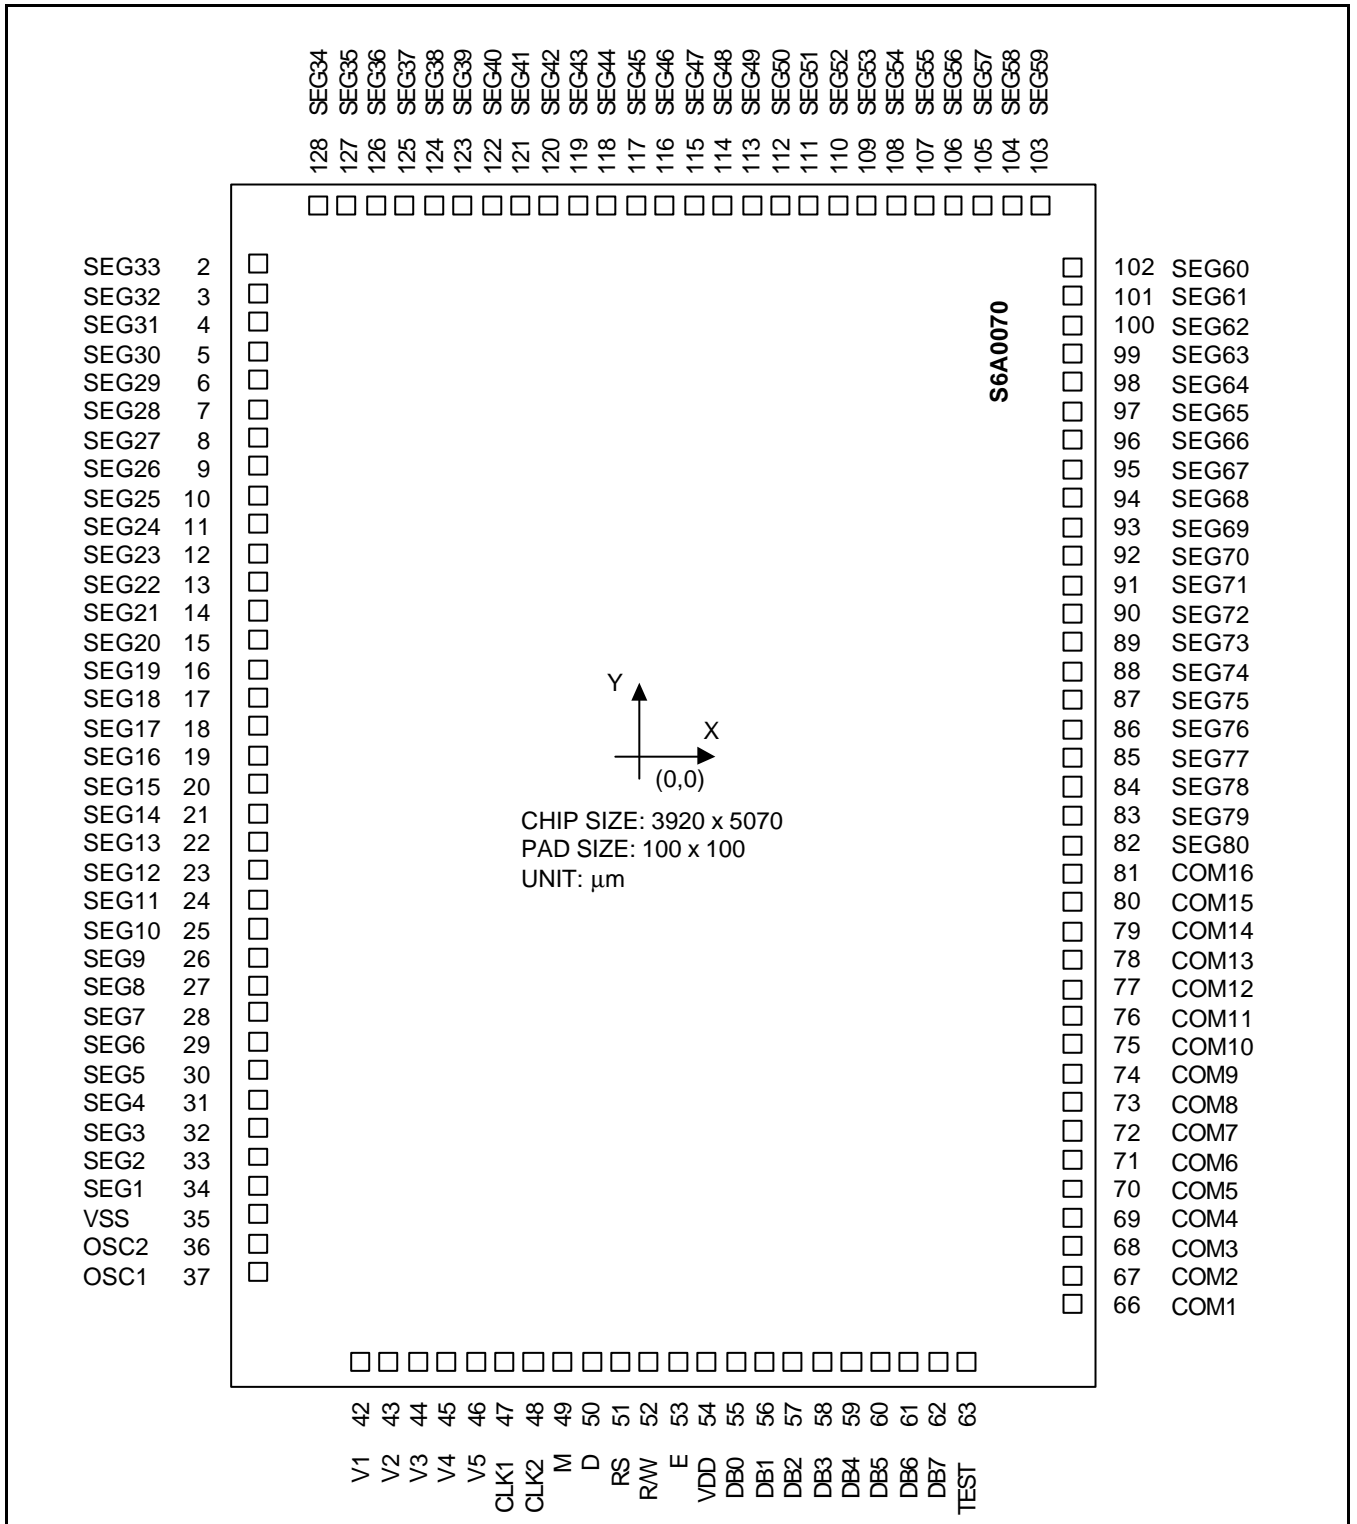 SEG34 SEG35 SEG36 SEG37 SEG38 SEG39 SEG40 SEG41 SEG42 SEG43 SEG44 SEG45 SEG46 SEG47 SEG48 SEG49 SEG50 SEG51 SEG52 SEG53 SEG54 SEG55 SEG56 SEG57 SEG58 SEG59
128 127 126 125 124 123 122 121 120 119 118 117 116 115 114 113 112 111 110 109 108 107 106 105 104 103
SEG33 2
SEG32 3
SEG31 4
SEG30 5
SEG29 6
SEG28 7
SEG27 8
SEG26 9
SEG25 10
SEG24 11
SEG23 12
SEG22 13
SEG21 14
SEG20 15
SEG19 16
SEG18 17
SEG17 18
SEG16 19
SEG15 20
SEG14 21
SEG13 22
SEG12 23
SEG11 24
SEG10 25
SEG9 26
SEG8 27
SEG7 28
SEG6 29
SEG5 30
SEG4 31
SEG3 32
SEG2 33
SEG1 34
VSS 35
OSC2 36
OSC1 37
S6A0070
Y
X
(0,0)
CHIP SIZE: 3920 x 5070
PAD SIZE: 100 x 100
UNIT: µm
102 SEG60
101 SEG61
100 SEG62
99 SEG63
98 SEG64
97 SEG65
96 SEG66
95 SEG67
94 SEG68
93 SEG69
92 SEG70
91 SEG71
90 SEG72
89 SEG73
88 SEG74
87 SEG75
86 SEG76
85 SEG77
84 SEG78
83 SEG79
82 SEG80
81 COM16
80 COM15
79 COM14
78 COM13
77 COM12
76 COM11
75 COM10
74 COM9
73 COM8
72 COM7
71 COM6
70 COM5
69 COM4
68 COM3
67 COM2
66 COM1
42 43 44 45 46 47 48 49 50 51 52 53 54 55 56 57 58 59 60 61 62 63
V1 V2 V3 V4 V5 CLK1 CLK2 M D RS R/W E VDD DB0 DB1 DB2 DB3 DB4 DB5 DB6 DB7 TEST